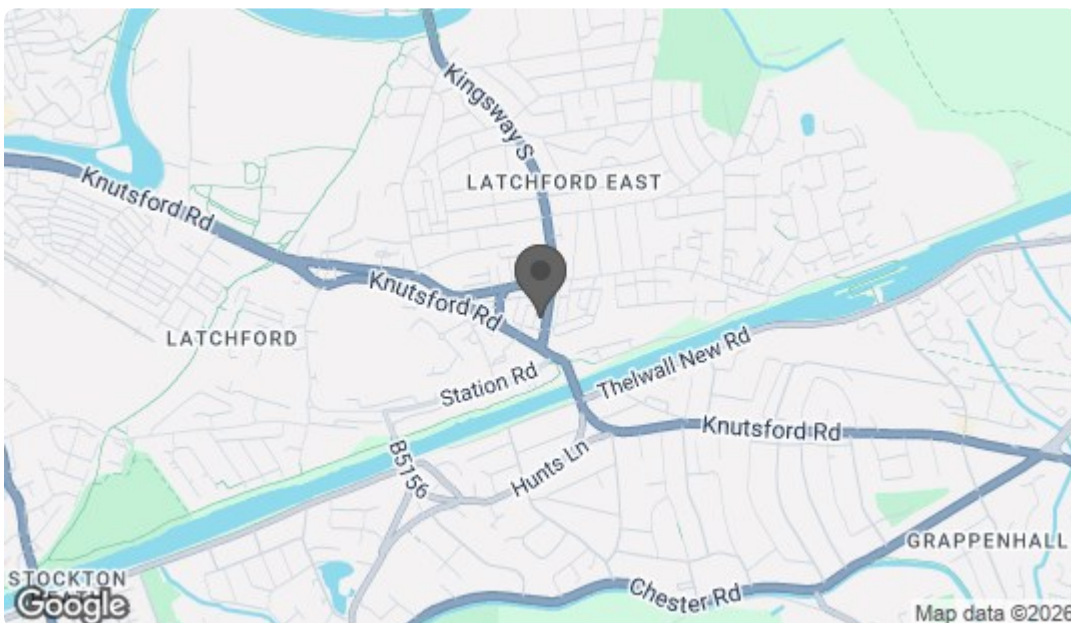 Kingsway S
LATCHFORD EAST
Knutsford Rd
Knutsford Rd
LATCHFORD
Station Rd
Thelwall New Rd
Knutsford Rd
B5156
Hunts Ln
GRAPPENHALL
STOCKTON
HEATH
Chester Rd
Google
Map data ©2026